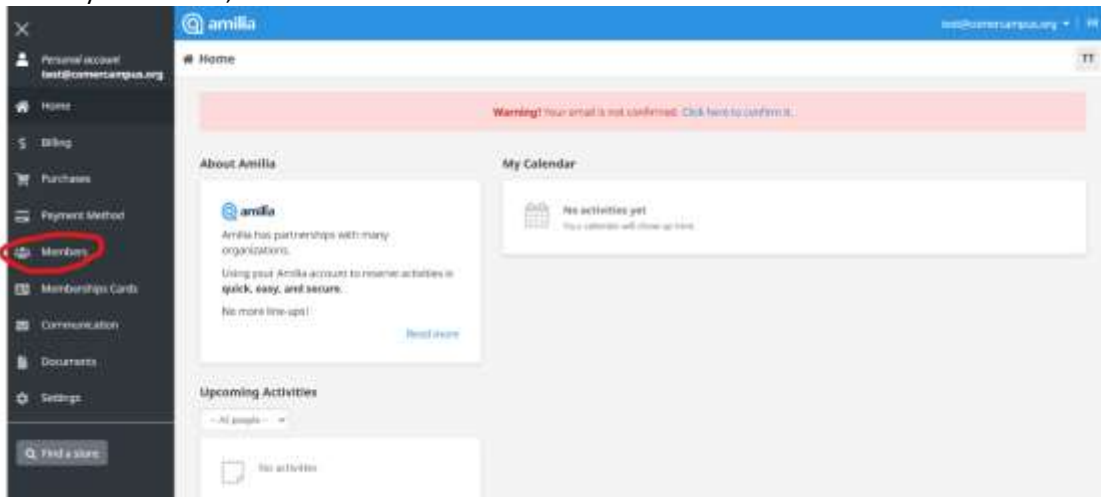 amilia
test@comercampus.org
FR
Personal account
test@comercampus.org
Home
TT
Home
Billing
Purchases
Payment Method
Members
Memberships Cards
Communication
Documents
Settings
Find a store
Warning! Your email is not confirmed. Click here to confirm it.
About Amilia
amilia
Amilia has partnerships with many
organizations.
Using your Amilia account to reserve activities is
quick, easy, and secure.
No more line-ups!
Read more
My Calendar
No activities yet
Your calendar will show up here.
Upcoming Activities
-- All people --
No activities